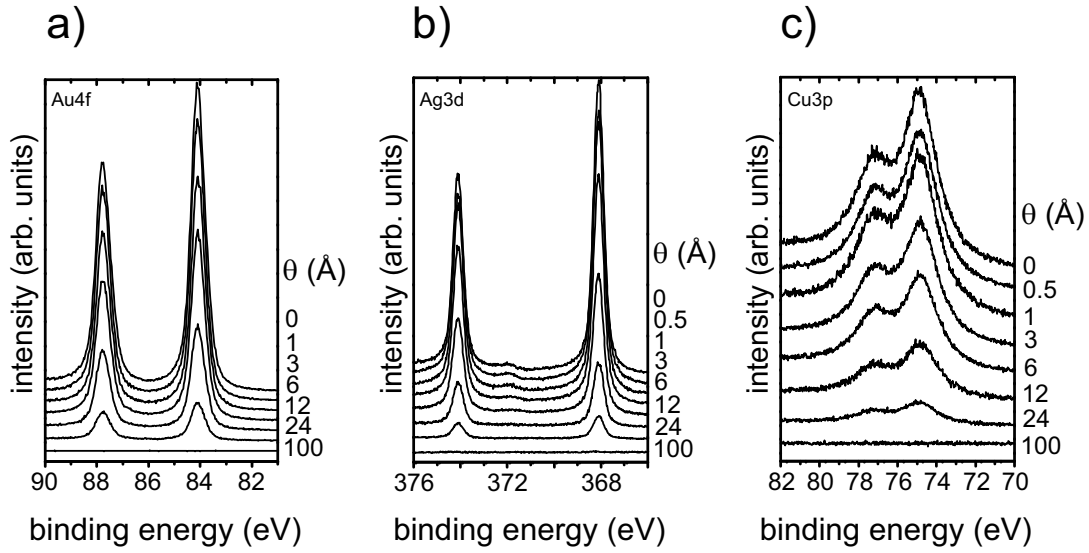 a)
Au4f
intensity (arb. units)
θ (Å)
0
1
3
6
12
24
100
90 88 86 84 82
binding energy (eV)
b)
Ag3d
intensity (arb. units)
θ (Å)
0
0.5
1
3
6
12
24
100
376 372 368
binding energy (eV)
c)
Cu3p
intensity (arb. units)
θ (Å)
0
0.5
1
3
6
12
24
100
82 80 78 76 74 72 70
binding energy (eV)